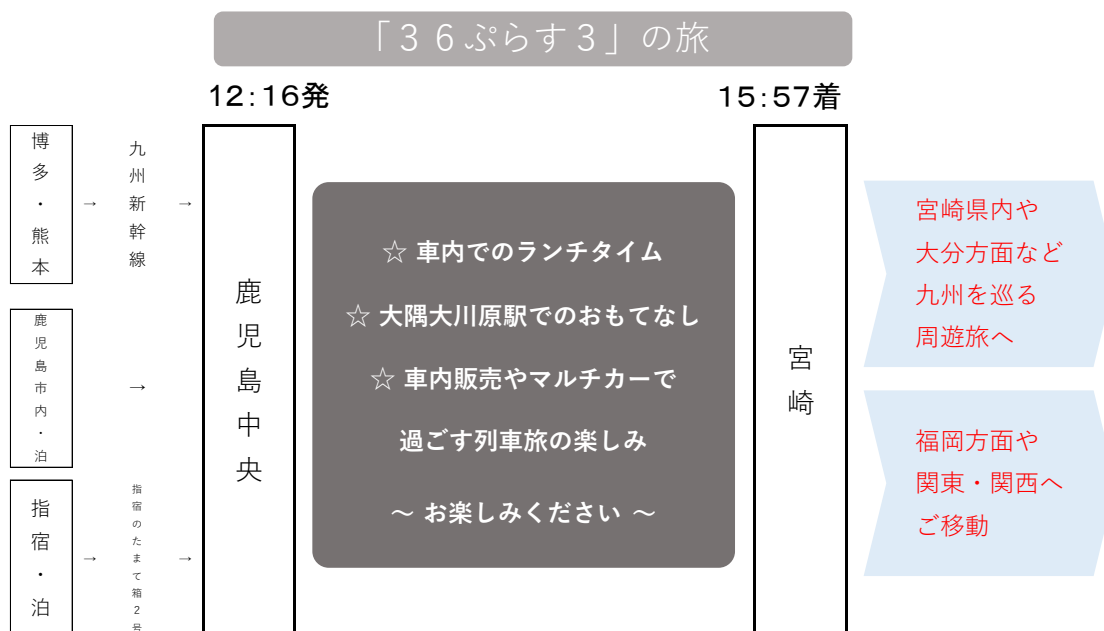 「３６ぷらす３」の旅
12:16発
15:57着
博多・熊本
→
九州新幹線
→
鹿児島市内・泊
→
指宿・泊
→
指宿のたまて箱2号
→
鹿児島中央
☆ 車内でのランチタイム
☆ 大隅大川原駅でのおもてなし
☆ 車内販売やマルチカーで
過ごす列車旅の楽しみ
～ お楽しみください ～
宮崎
宮崎県内や
大分方面など
九州を巡る
周遊旅へ
福岡方面や
関東・関西へ
ご移動